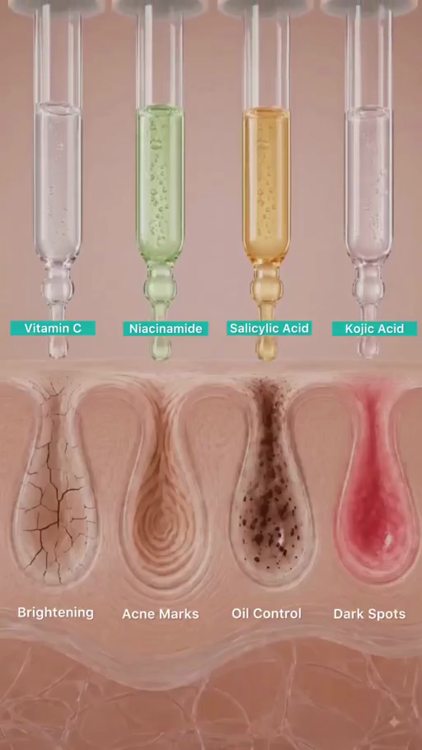 Vitamin C
Niacinamide
Salicylic Acid
Kojic Acid
Brightening
Acne Marks
Oil Control
Dark Spots